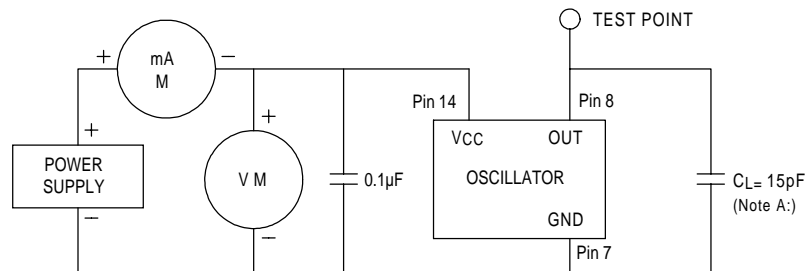 TEST POINT
+ mA –
M
Pin 14
Pin 8
+ +
VCC OUT
POWER
SUPPLY
V M
0.1µF
OSCILLATOR
CL= 15pF
(Note A:)
GND
– –
Pin 7